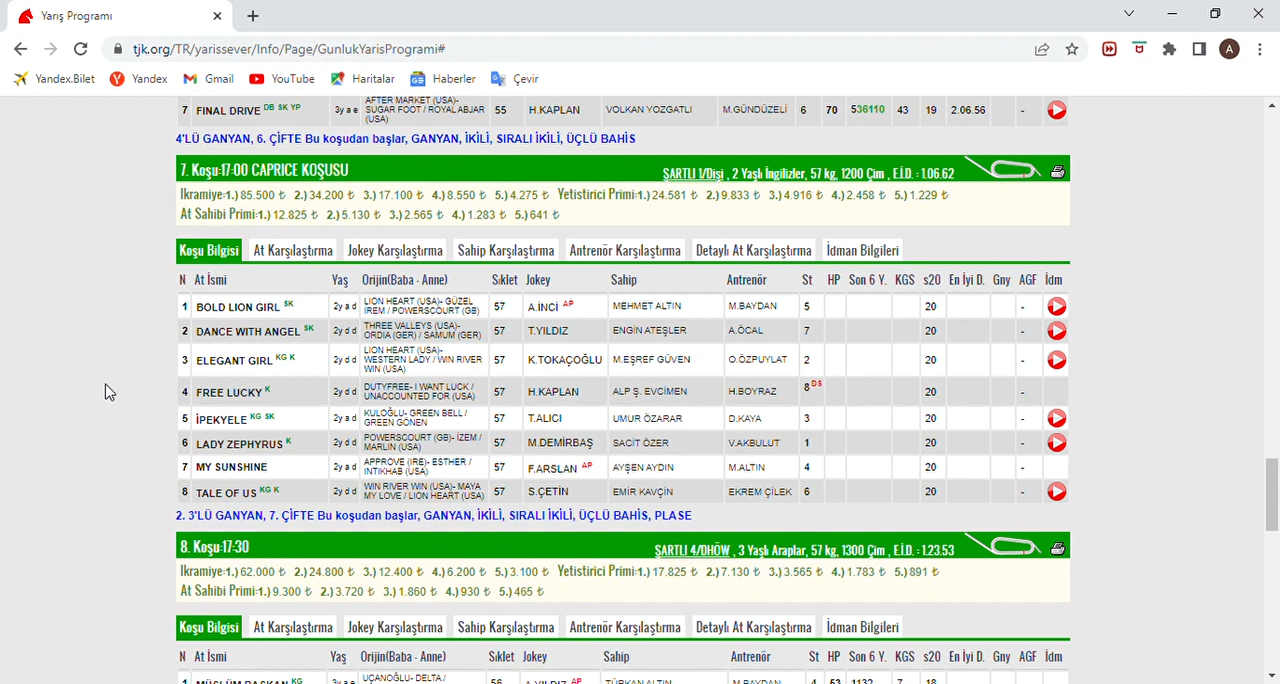 Yarış Programı
tjk.org/TR/yarissever/Info/Page/GunlukYarisProgrami#
A
Yandex.Bilet Yandex Gmail YouTube Haritalar Haberler Çevir
7 FINAL DRIVE DB SK YP 3y a e AFTER MARKET (USA)- SUGAR FOOT / ROYAL ABJAR (USA) 55 H.KAPLAN VOLKAN YOZGATLI M.GÜNDÜZELİ 6 70 536110 43 19 2.06.56 -
4'LÜ GANYAN, 6. ÇİFTE Bu koşudan başlar, GANYAN, İKİLİ, SIRALI İKİLİ, ÜÇLÜ BAHİS
7. Koşu:17:00 CAPRICE KOŞUSU ŞARTLI 1/Dişi , 2 Yaşlı İngilizler, 57 kg, 1200 Çim , E.İ.D. : 1.06.62
Ikramiye:1.) 85.500 ₺ 2.) 34.200 ₺ 3.) 17.100 ₺ 4.) 8.550 ₺ 5.) 4.275 ₺ Yetistirici Primi:1.) 24.581 ₺ 2.) 9.833 ₺ 3.) 4.916 ₺ 4.) 2.458 ₺ 5.) 1.229 ₺
At Sahibi Primi:1.) 12.825 ₺ 2.) 5.130 ₺ 3.) 2.565 ₺ 4.) 1.283 ₺ 5.) 641 ₺
Koşu Bilgisi At Karşılaştırma Jokey Karşılaştırma Sahip Karşılaştırma Antrenör Karşılaştırma Detaylı At Karşılaştırma İdman Bilgileri
N At İsmi Yaş Orijin(Baba - Anne) Sıklet Jokey Sahip Antrenör St HP Son 6 Y. KGS s20 En İyi D. Gny AGF İdm
1 BOLD LION GIRL SK 2y a d LION HEART (USA)- GÜZEL İREM / POWERSCOURT (GB) 57 A.İNCİ AP MEHMET ALTIN M.BAYDAN 5 20 -
2 DANCE WITH ANGEL SK 2y d d THREE VALLEYS (USA)- ORDIA (GER) / SAMUM (GER) 57 T.YILDIZ ENGİN ATEŞLER A.ÖCAL 7 20 -
3 ELEGANT GIRL KG K 2y d d LION HEART (USA)- WESTERN LADY / WIN RIVER WIN (USA) 57 K.TOKAÇOĞLU M.EŞREF GÜVEN O.ÖZPUYLAT 2 20 -
4 FREE LUCKY K 2y d d DUTYFREE- I WANT LUCK / UNACCOUNTED FOR (USA) 57 H.KAPLAN ALP Ş. EVCİMEN H.BOYRAZ 8 DS 20 -
5 İPEKYELE KG SK 2y a d KULOĞLU- GREEN BELL / GREEN GÖNEN 57 T.ALICI UMUR ÖZARAR D.KAYA 3 20 -
6 LADY ZEPHYRUS K 2y d d POWERSCOURT (GB)- İZEM / MARLIN (USA) 57 M.DEMİRBAŞ SACİT ÖZER V.AKBULUT 1 20 -
7 MY SUNSHINE 2y a d APPROVE (IRE)- ESTHER / INTIKHAB (USA) 57 F.ARSLAN AP AYŞEN AYDIN M.ALTIN 4 20 -
8 TALE OF US KG K 2y d d WIN RIVER WIN (USA)- MAYA MY LOVE / LION HEART (USA) 57 S.ÇETİN EMİR KAVÇİN EKREM ÇİLEK 6 20 -
2. 3'LÜ GANYAN, 7. ÇİFTE Bu koşudan başlar, GANYAN, İKİLİ, SIRALI İKİLİ, ÜÇLÜ BAHİS, PLASE
8. Koşu:17:30 ŞARTLI 4/DHÖW , 3 Yaşlı Araplar, 57 kg, 1300 Çim , E.İ.D. : 1.23.53
Ikramiye:1.) 62.000 ₺ 2.) 24.800 ₺ 3.) 12.400 ₺ 4.) 6.200 ₺ 5.) 3.100 ₺ Yetistirici Primi:1.) 17.825 ₺ 2.) 7.130 ₺ 3.) 3.565 ₺ 4.) 1.783 ₺ 5.) 891 ₺
At Sahibi Primi:1.) 9.300 ₺ 2.) 3.720 ₺ 3.) 1.860 ₺ 4.) 930 ₺ 5.) 465 ₺
Koşu Bilgisi At Karşılaştırma Jokey Karşılaştırma Sahip Karşılaştırma Antrenör Karşılaştırma Detaylı At Karşılaştırma İdman Bilgileri
N At İsmi Yaş Orijin(Baba - Anne) Sıklet Jokey Sahip Antrenör St HP Son 6 Y. KGS s20 En İyi D. Gny AGF İdm
1 MÜSLÜM BASKAN KG 3y a e UÇANOĞLU- DELTA / 56 A.YILDIZ AP TÜRKAN ALTIN M.BAYDAN 4 53 1132 7 18